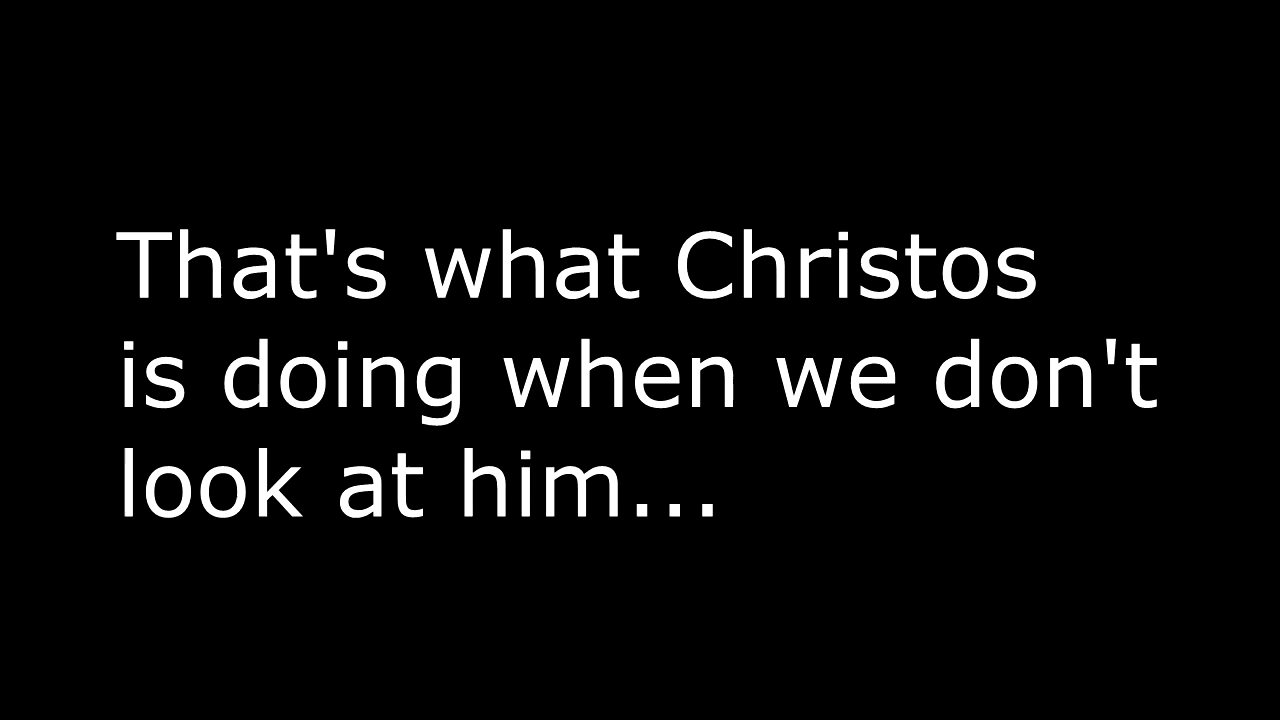 That's what Christos
is doing when we don't
look at him...